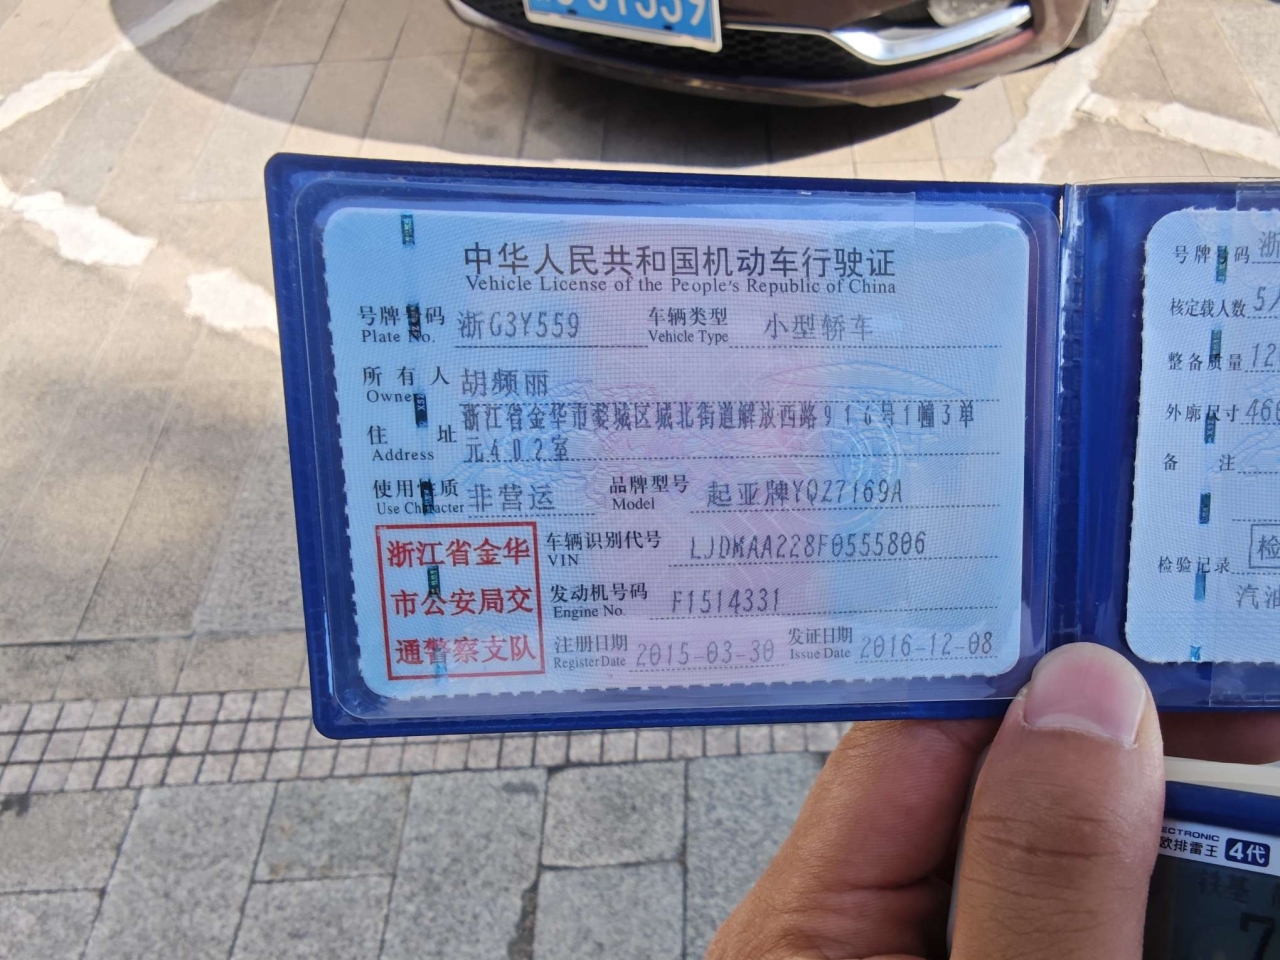 中华人民共和国机动车行驶证
Vehicle License of the People's Republic of China
号牌号码 浙G3Y559 车辆类型 小型轿车
Plate No. Vehicle Type
所有人 胡频丽
Owner
浙江省金华市婺城区城北街道解放西路916号1幢3单
住址
Address 元402室
使用性质 非营运 品牌型号 起亚牌YQZ7169A
Use Character Model
浙江省金华
市公安局交
通警察支队
车辆识别代号 LJDMAA228F0555806
VIN
发动机号码 F1514331
Engine No.
注册日期 2015-03-30 发证日期 2016-12-08
Register Date Issue Date
号牌号码 浙
核定载人数 5
整备质量 12
外廓尺寸 46
备注
检验记录 检
汽油
ECTRONIC
欧排雷王 4代
7